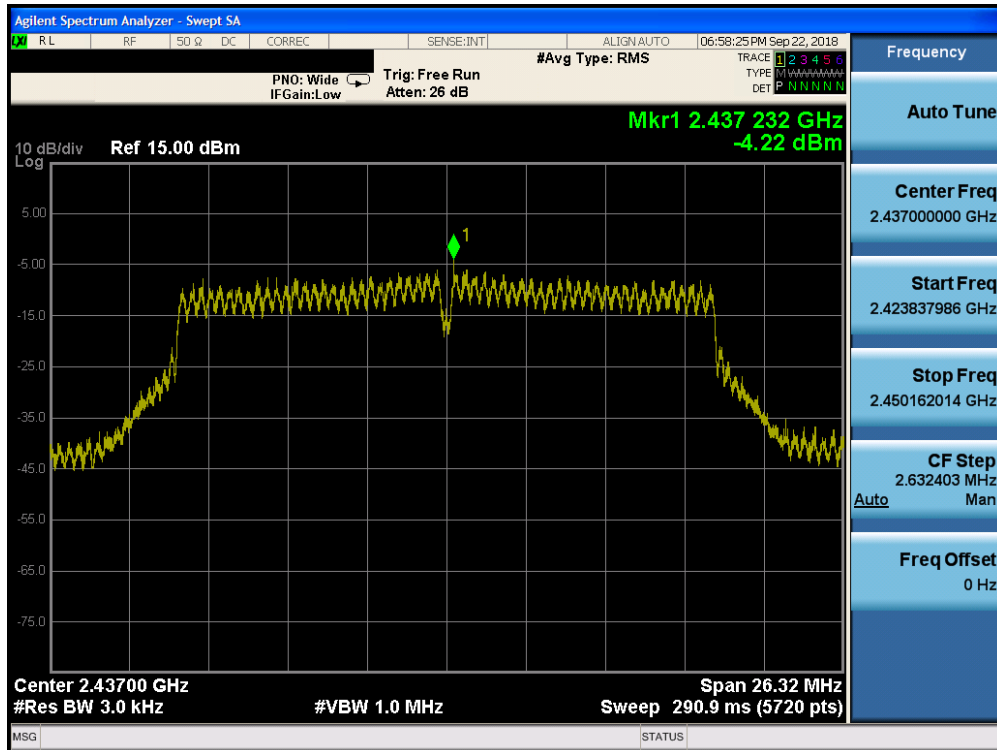 Agilent Spectrum Analyzer - Swept SA
LXI RL RF 50 Ω DC CORREC SENSE:INT ALIGN AUTO 06:58:25 PM Sep 22, 2018
#Avg Type: RMS TRACE 1 2 3 4 5 6
PNO: Wide Trig: Free Run TYPE M WWWWW
IFGain:Low Atten: 26 dB DET P N N N N N
Mkr1 2.437 232 GHz
-4.22 dBm
10 dB/div Ref 15.00 dBm
Log
5.00
1
-5.00
-15.0
-25.0
-35.0
-45.0
-55.0
-65.0
-75.0
Center 2.43700 GHz Span 26.32 MHz
#Res BW 3.0 kHz #VBW 1.0 MHz Sweep 290.9 ms (5720 pts)
MSG STATUS
Frequency
Auto Tune
Center Freq
2.437000000 GHz
Start Freq
2.423837986 GHz
Stop Freq
2.450162014 GHz
CF Step
2.632403 MHz
Auto Man
Freq Offset
0 Hz